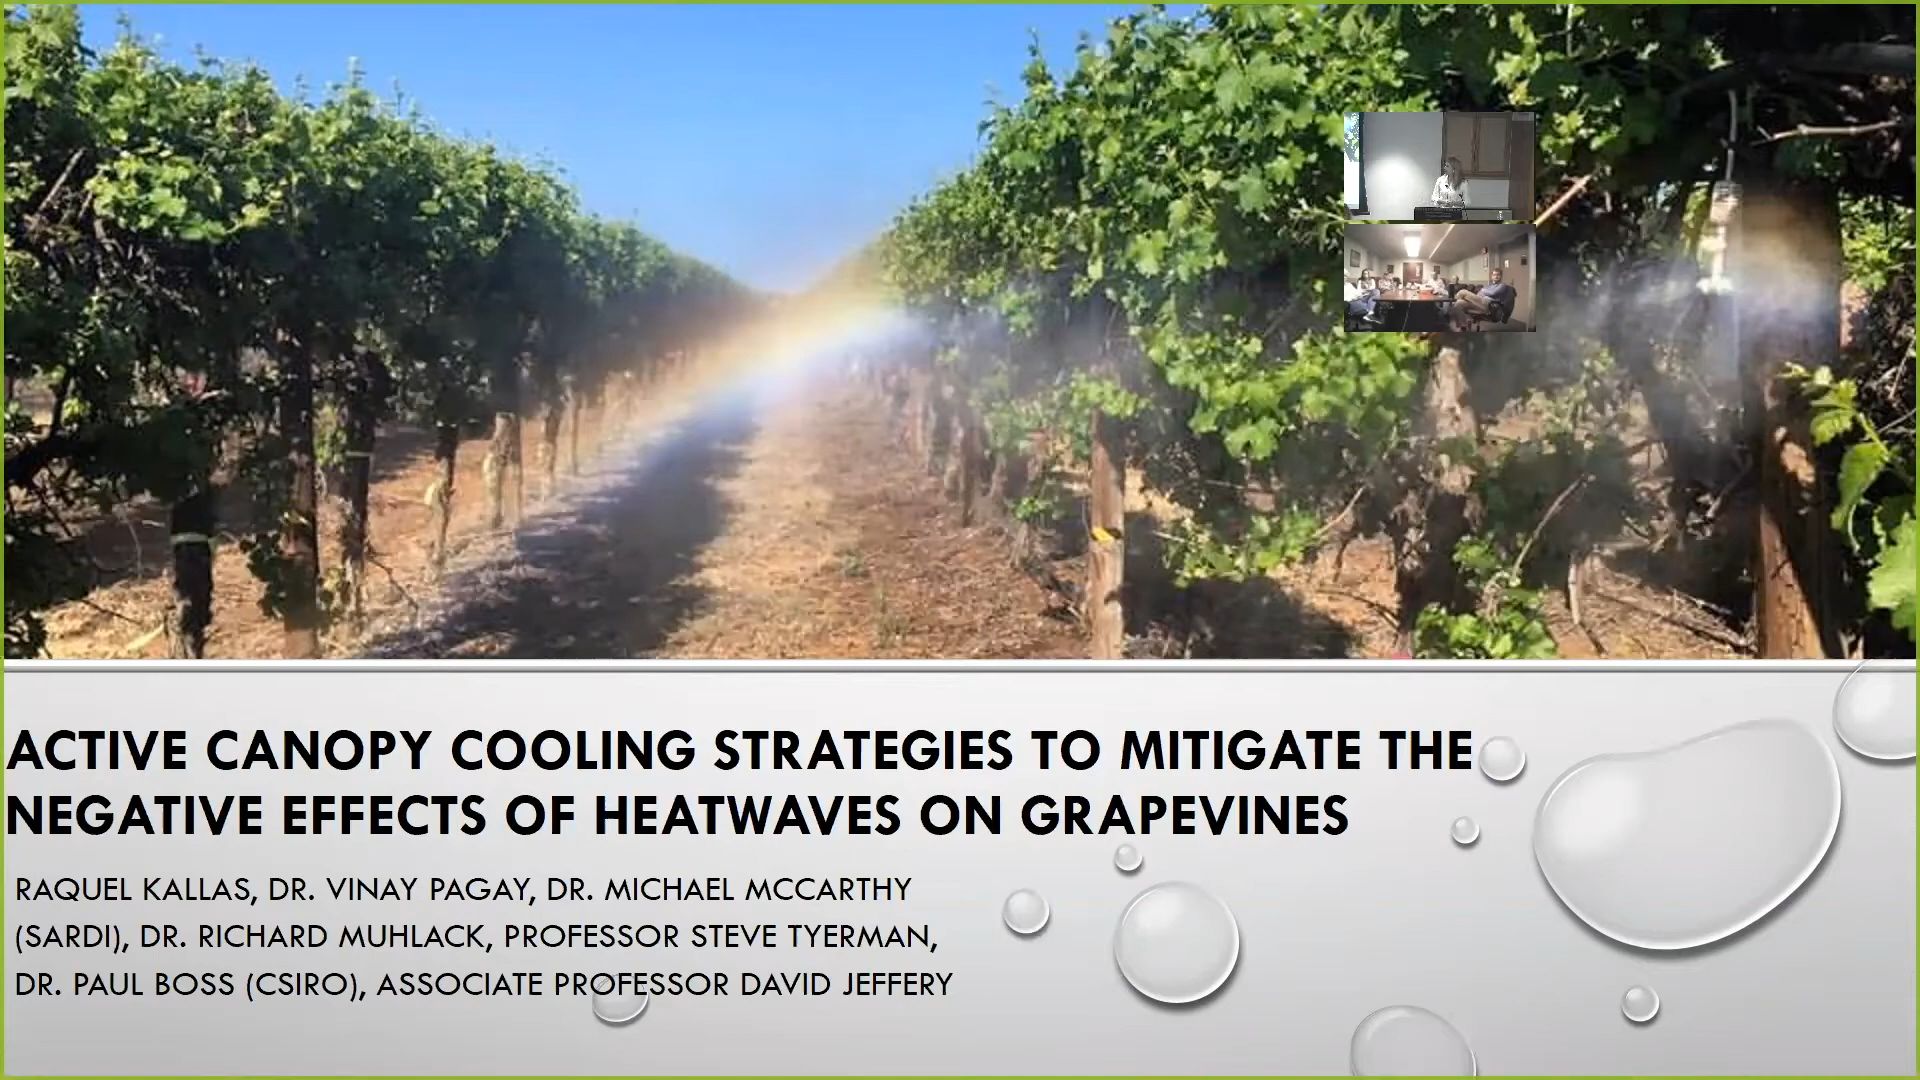 ACTIVE CANOPY COOLING STRATEGIES TO MITIGATE THE
NEGATIVE EFFECTS OF HEATWAVES ON GRAPEVINES
RAQUEL KALLAS, DR. VINAY PAGAY, DR. MICHAEL MCCARTHY
(SARDI), DR. RICHARD MUHLACK, PROFESSOR STEVE TYERMAN,
DR. PAUL BOSS (CSIRO), ASSOCIATE PROFESSOR DAVID JEFFERY